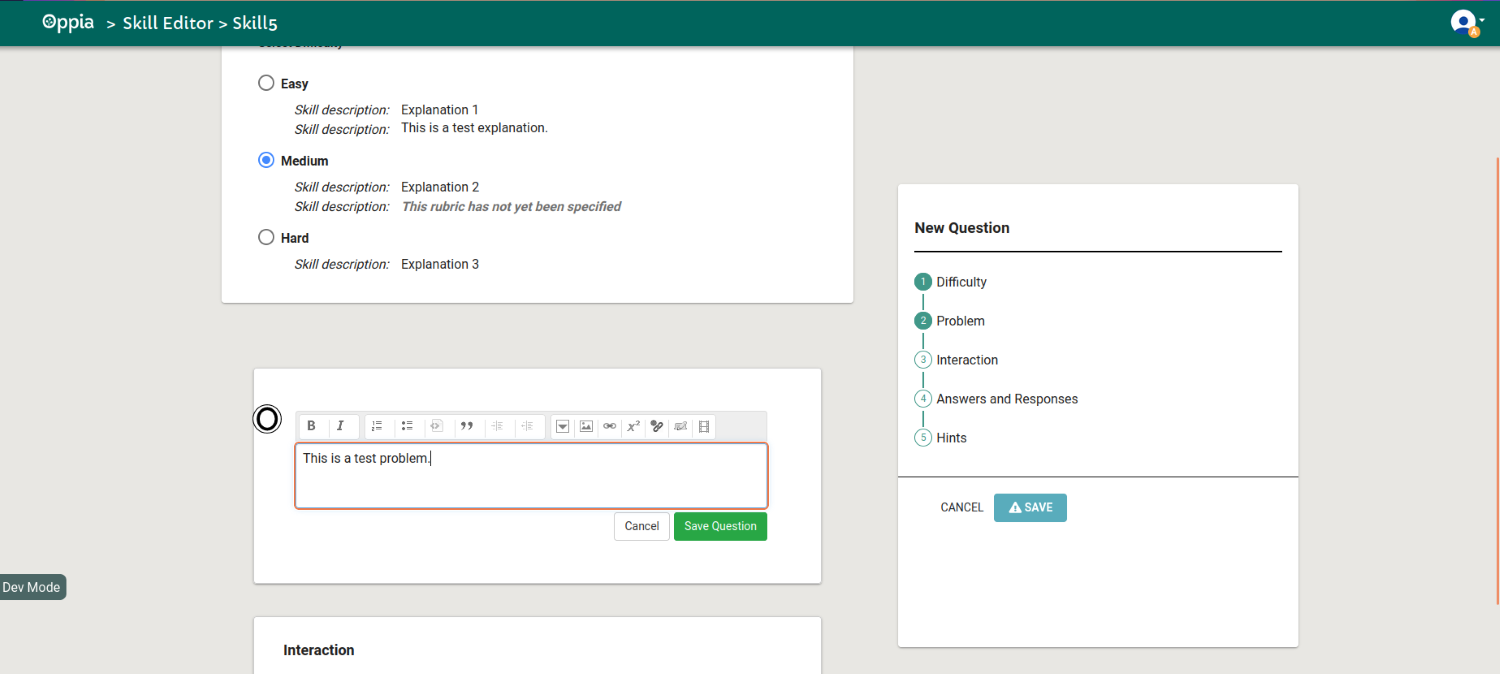 Oppia > Skill Editor > Skill5
A
Select Difficulty
Easy
Skill description: Explanation 1
Skill description: This is a test explanation.
Medium
Skill description: Explanation 2
Skill description: This rubric has not yet been specified
Hard
Skill description: Explanation 3
B I x²
This is a test problem.
Cancel Save Question
Dev Mode
Interaction
New Question
1 Difficulty
2 Problem
3 Interaction
4 Answers and Responses
5 Hints
CANCEL SAVE